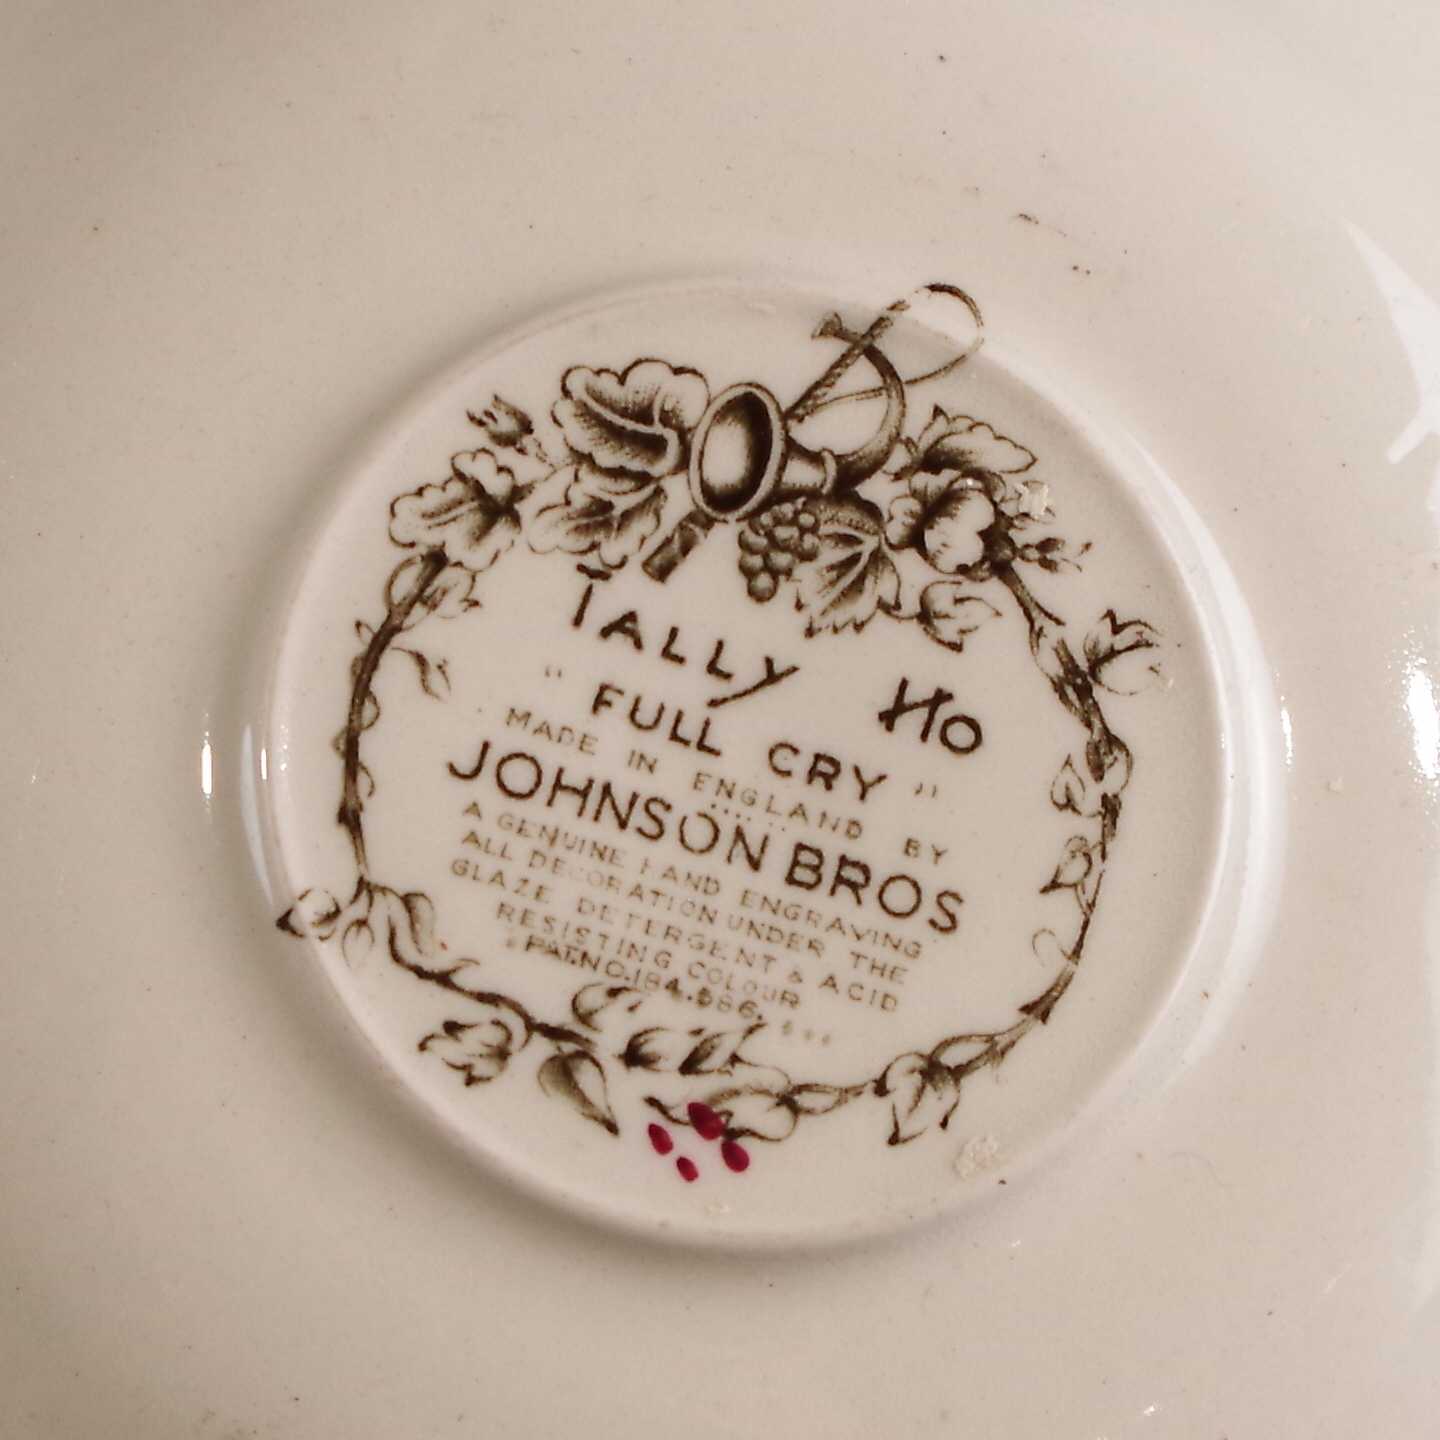 TALLY HO
"FULL CRY"
MADE IN ENGLAND BY
JOHNSON BROS
A GENUINE HAND ENGRAVING
ALL DECORATION UNDER THE
GLAZE DETERGENT & ACID
RESISTING COLOUR
PAT.NO.184.586.